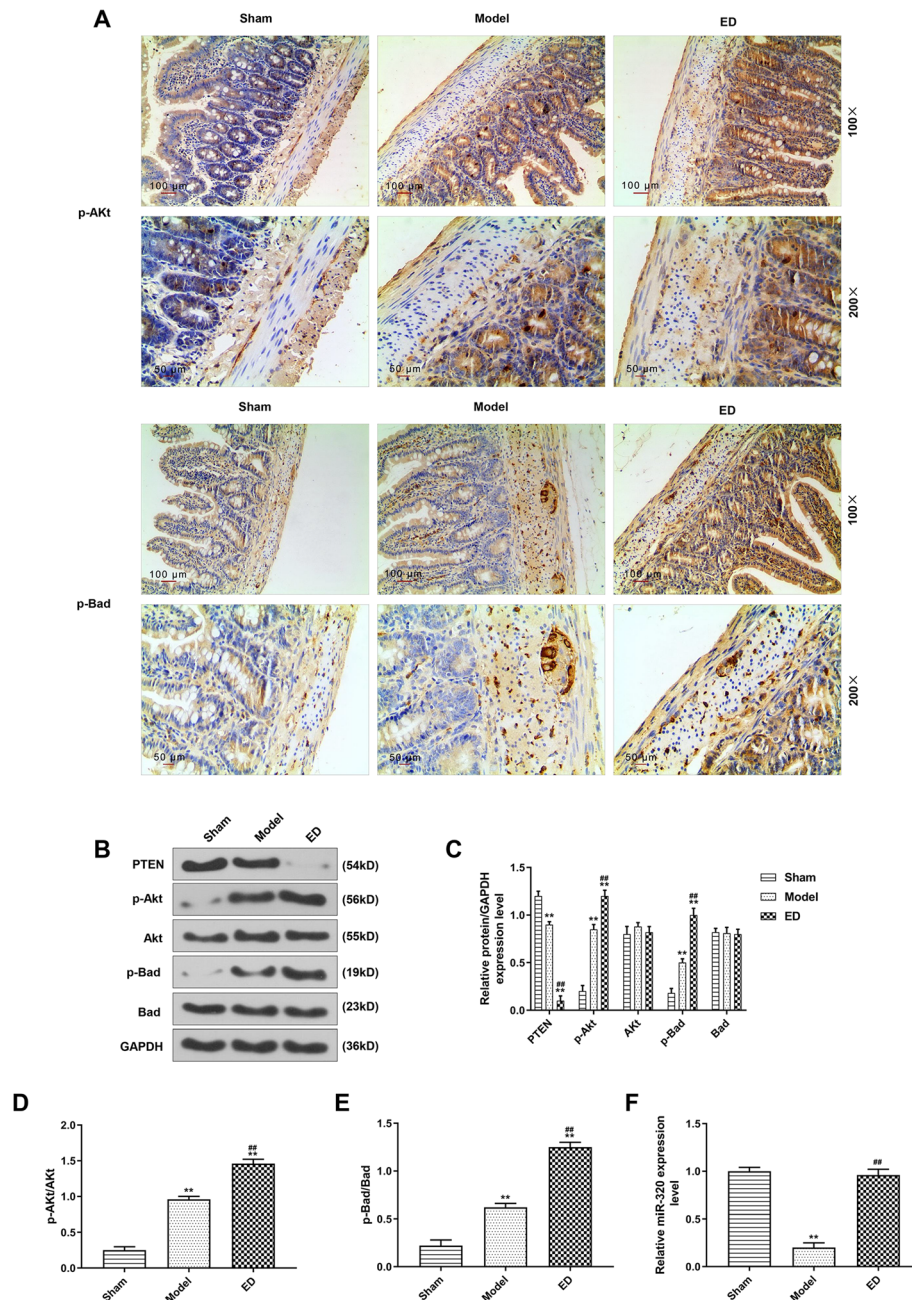 A
Sham
Model
ED
p-AKt
100 µm
100 µm
100 µm
100×
50 µm
50 µm
50 µm
200×
Sham
Model
ED
p-Bad
100 µm
100 µm
100 µm
100×
50 µm
50 µm
50 µm
200×
B
Sham
Model
ED
PTEN
(54kD)
p-Akt
(56kD)
Akt
(55kD)
p-Bad
(19kD)
Bad
(23kD)
GAPDH
(36kD)
C
Relative protein/GAPDH
expression level
1.5
1.0
0.5
0.0
**
##
**
**
##
**
**
##
**
PTEN
p-Akt
AKt
p-Bad
Bad
Sham
Model
ED
D
p-AKt/AKt
2.0
1.5
1.0
0.5
0.0
**
##
**
Sham
Model
ED
E
p-Bad/Bad
1.5
1.0
0.5
0.0
**
##
**
Sham
Model
ED
F
Relative miR-320 expression
level
1.5
1.0
0.5
0.0
**
##
Sham
Model
ED